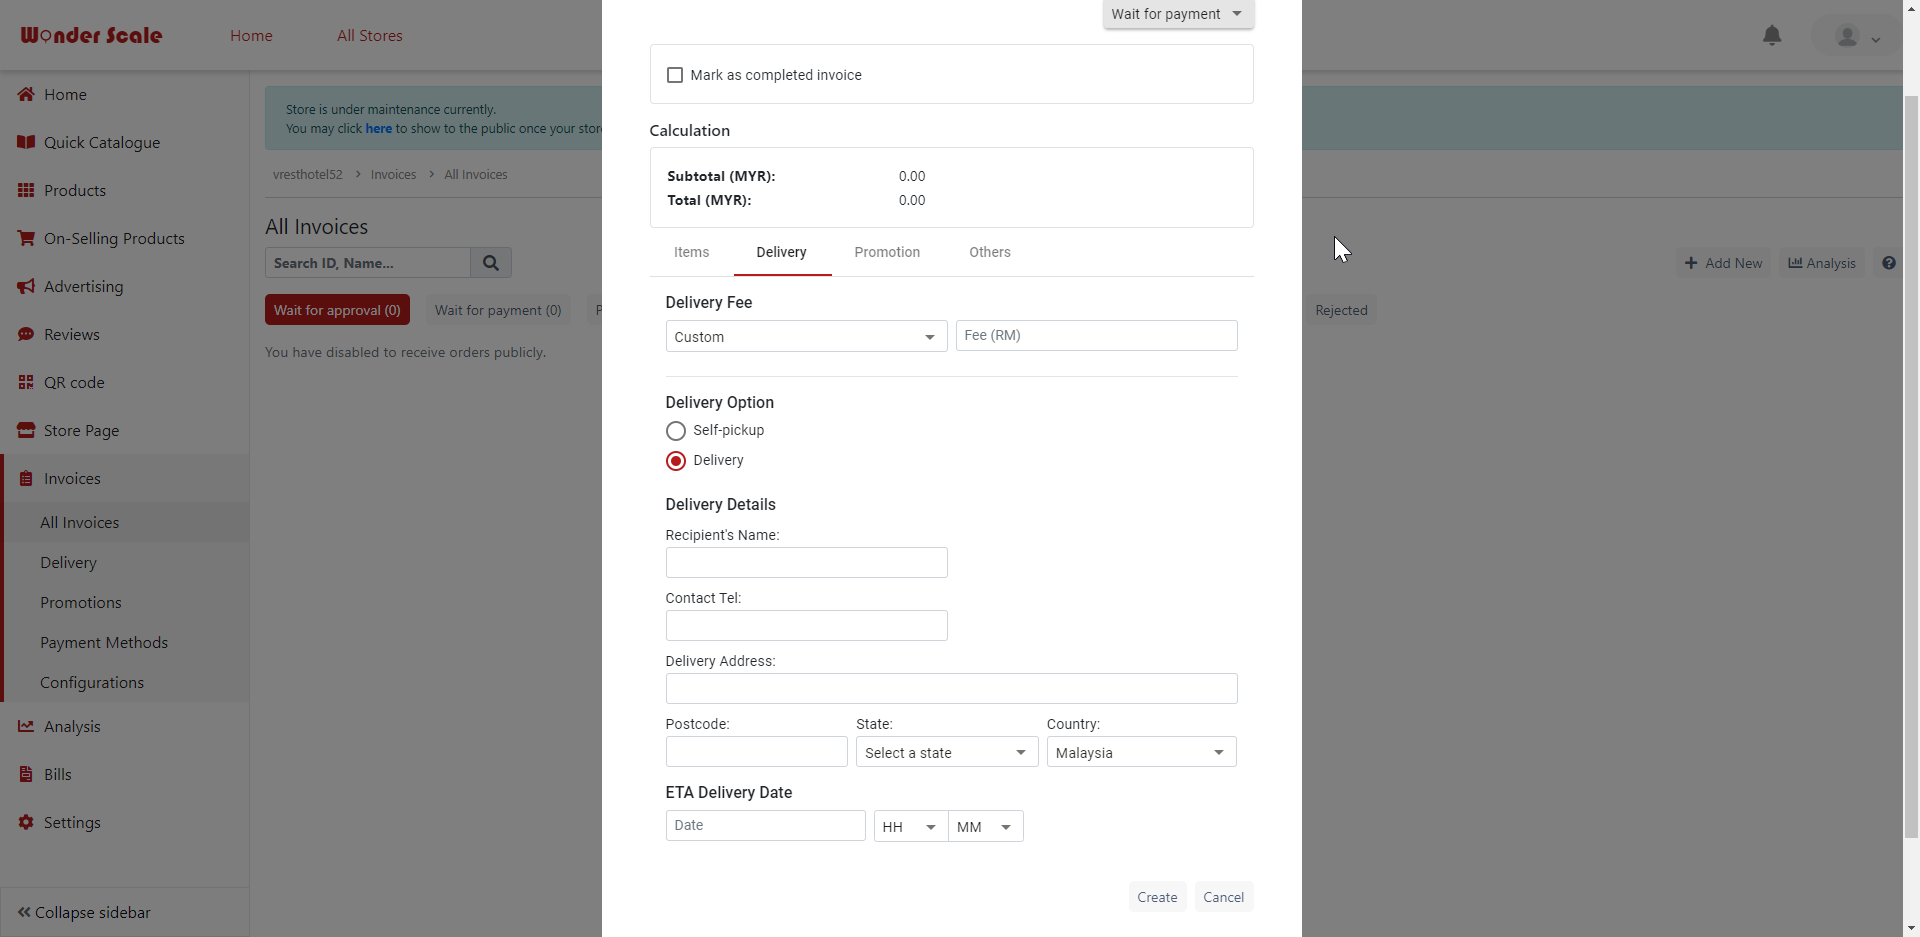 Wonder Scale
Home
All Stores
Home
Quick Catalogue
Products
On-Selling Products
Advertising
Reviews
QR code
Store Page
Invoices
All Invoices
Delivery
Promotions
Payment Methods
Configurations
Analysis
Bills
Settings
Collapse sidebar
Store is under maintenance currently.
You may click here to show to the public once your store
vresthotel52 > Invoices > All Invoices
All Invoices
Search ID, Name...
Add New
Analysis
Wait for approval (0)
Wait for payment (0)
P
Rejected
You have disabled to receive orders publicly.
Wait for payment
Mark as completed invoice
Calculation
Subtotal (MYR): 0.00
Total (MYR): 0.00
Items
Delivery
Promotion
Others
Delivery Fee
Custom
Fee (RM)
Delivery Option
Self-pickup
Delivery
Delivery Details
Recipient's Name:
Contact Tel:
Delivery Address:
Postcode:
State:
Country:
Select a state
Malaysia
ETA Delivery Date
Date
HH
MM
Create
Cancel